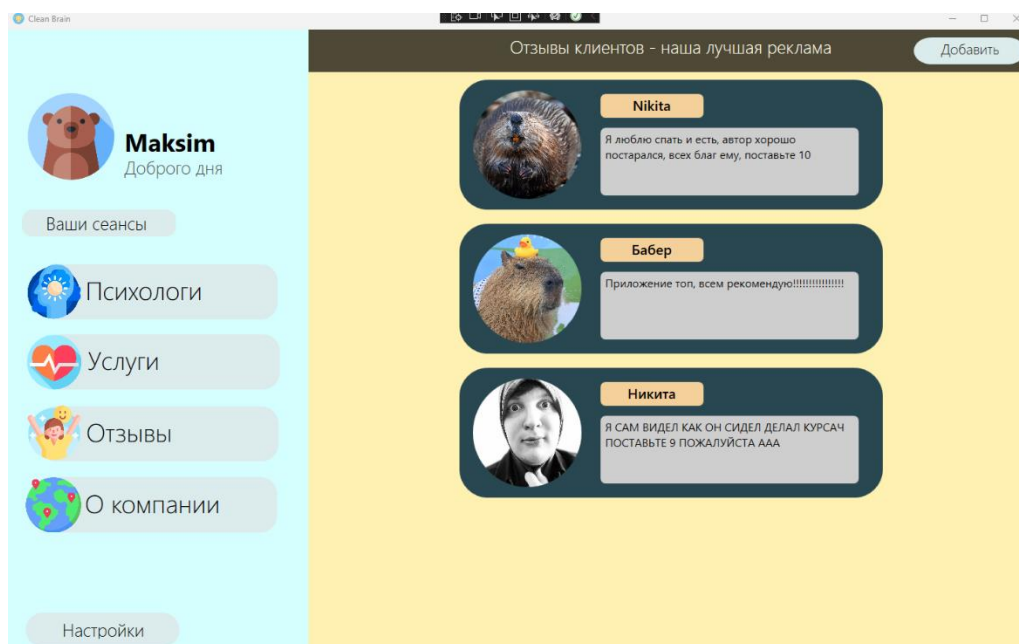 Clean Brain
Отзывы клиентов - наша лучшая реклама
Добавить
Maksim
Доброго дня
Ваши сеансы
Психологи
Услуги
Отзывы
О компании
Настройки
Nikita
Я люблю спать и есть, автор хорошо
постарался, всех благ ему, поставьте 10
Бабер
Приложение топ, всем рекомендую!!!!!!!!!!!!!!!!
Никита
Я САМ ВИДЕЛ КАК ОН СИДЕЛ ДЕЛАЛ КУРСАЧ
ПОСТАВЬТЕ 9 ПОЖАЛУЙСТА ААА